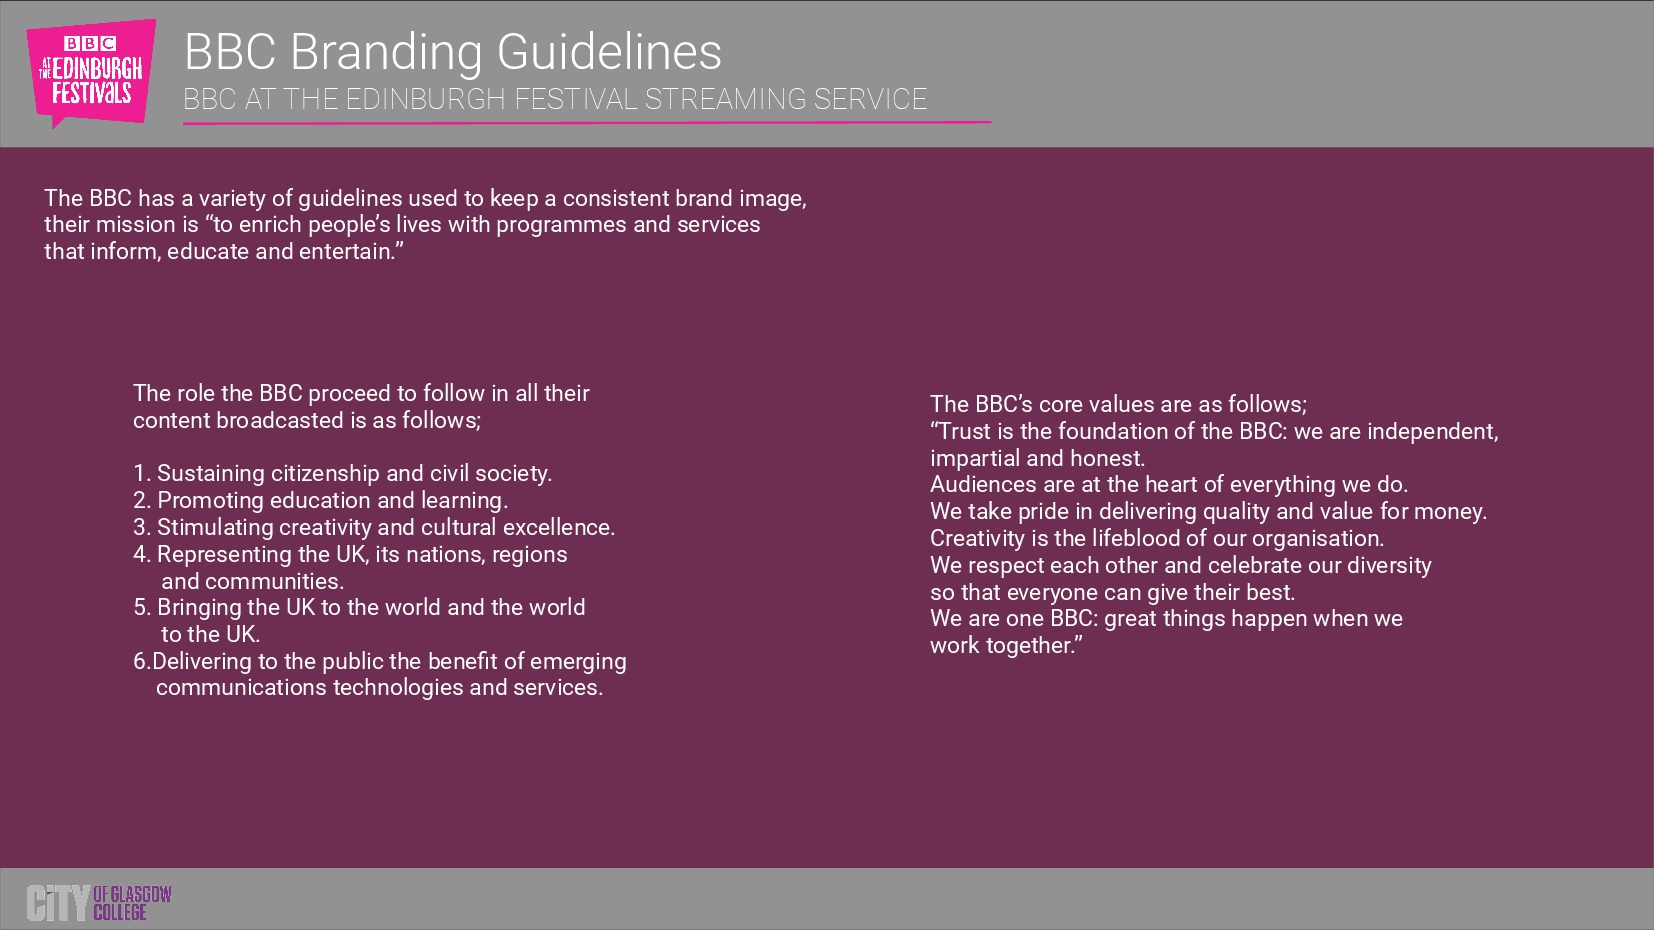 BBC
AT THE EDINBURGH
FESTIVALS
BBC Branding Guidelines
BBC AT THE EDINBURGH FESTIVAL STREAMING SERVICE
The BBC has a variety of guidelines used to keep a consistent brand image,
their mission is “to enrich people’s lives with programmes and services
that inform, educate and entertain.”
The role the BBC proceed to follow in all their
content broadcasted is as follows;
1. Sustaining citizenship and civil society.
2. Promoting education and learning.
3. Stimulating creativity and cultural excellence.
4. Representing the UK, its nations, regions
and communities.
5. Bringing the UK to the world and the world
to the UK.
6.Delivering to the public the benefit of emerging
communications technologies and services.
The BBC’s core values are as follows;
“Trust is the foundation of the BBC: we are independent,
impartial and honest.
Audiences are at the heart of everything we do.
We take pride in delivering quality and value for money.
Creativity is the lifeblood of our organisation.
We respect each other and celebrate our diversity
so that everyone can give their best.
We are one BBC: great things happen when we
work together.”
CiTY OF GLASGOW
COLLEGE